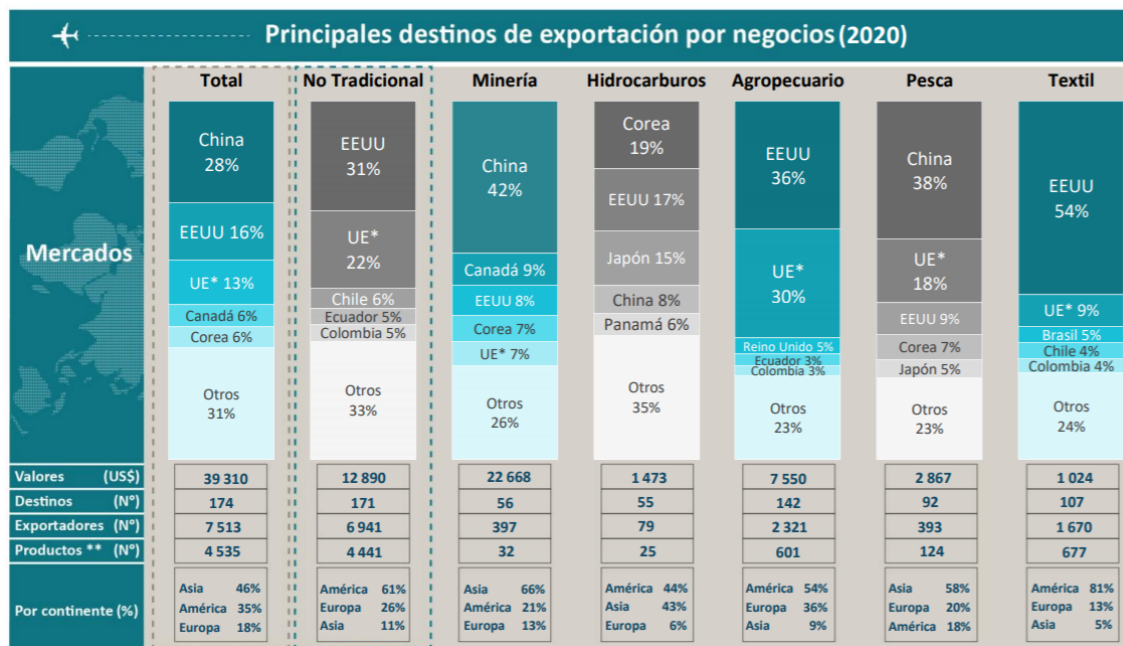 Principales destinos de exportación por negocios (2020)
Total
No Tradicional
Minería
Hidrocarburos
Agropecuario
Pesca
Textil
Mercados
China
28%
EEUU 16%
UE* 13%
Canadá 6%
Corea 6%
Otros
31%
EEUU
31%
UE*
22%
Chile 6%
Ecuador 5%
Colombia 5%
Otros
33%
China
42%
Canadá 9%
EEUU 8%
Corea 7%
UE* 7%
Otros
26%
Corea
19%
EEUU 17%
Japón 15%
China 8%
Panamá 6%
Otros
35%
EEUU
36%
UE*
30%
Reino Unido 5%
Ecuador 3%
Colombia 3%
Otros
23%
China
38%
UE*
18%
EEUU 9%
Corea 7%
Japón 5%
Otros
23%
EEUU
54%
UE* 9%
Brasil 5%
Chile 4%
Colombia 4%
Otros
24%
Valores (US$) 39 310 12 890 22 668 1 473 7 550 2 867 1 024
Destinos (N°) 174 171 56 55 142 92 107
Exportadores (N°) 7 513 6 941 397 79 2 321 393 1 670
Productos ** (N°) 4 535 4 441 32 25 601 124 677
Por continente (%)
Asia 46%
América 35%
Europa 18%
América 61%
Europa 26%
Asia 11%
Asia 66%
América 21%
Europa 13%
América 44%
Asia 43%
Europa 6%
América 54%
Europa 36%
Asia 9%
Asia 58%
Europa 20%
América 18%
América 81%
Europa 13%
Asia 5%